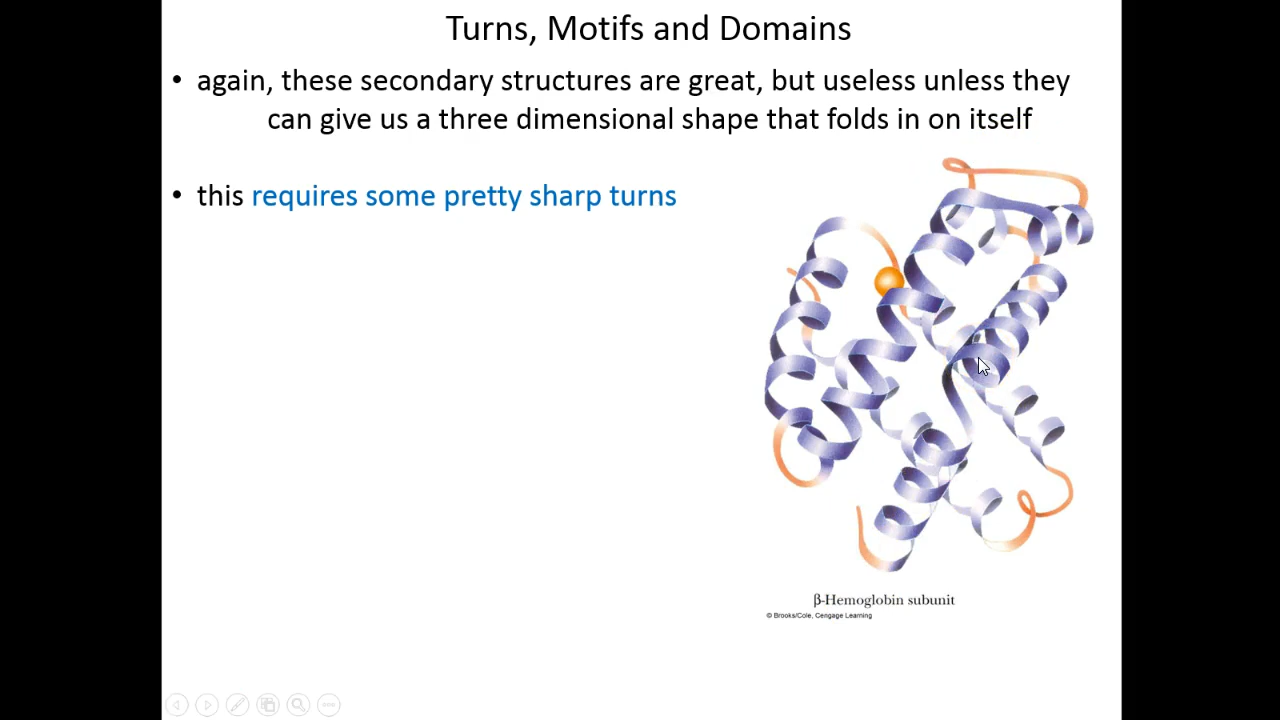 Turns, Motifs and Domains
• again, these secondary structures are great, but useless unless they
can give us a three dimensional shape that folds in on itself
• this requires some pretty sharp turns
β-Hemoglobin subunit
© Brooks/Cole, Cengage Learning